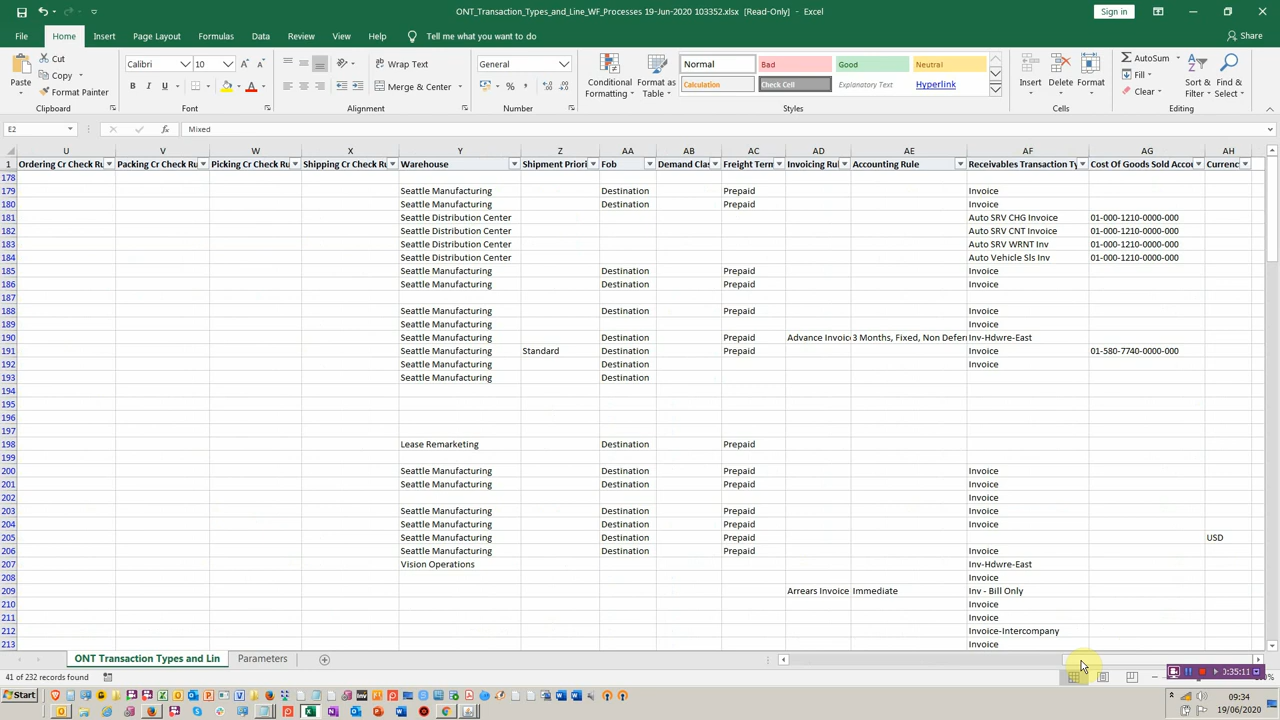 ONT_Transaction_Types_and_Line_WF_Processes 19-Jun-2020 103352.xlsx [Read-Only] - Excel
Sign in
File Home Insert Page Layout Formulas Data Review View Help Tell me what you want to do Share
Paste Cut Copy Format Painter
Calibri 10 Wrap Text Merge & Center General
Conditional Formatting Format as Table
Normal Bad Good Neutral
Calculation Check Cell Explanatory Text Hyperlink
Insert Delete Format
AutoSum Fill Clear Sort & Filter Find & Select
Clipboard Font Alignment Number Styles Cells Editing
E2 fx Mixed
U V W X Y Z AA AB AC AD AE AF AG AH
1 Ordering Cr Check Ru Packing Cr Check Ru Picking Cr Check Ru Shipping Cr Check Ru Warehouse Shipment Priori Fob Demand Clas Freight Term Invoicing Rul Accounting Rule Receivables Transaction Ty Cost Of Goods Sold Accou Currenc
178
179 Seattle Manufacturing Destination Prepaid Invoice
180 Seattle Manufacturing Destination Prepaid Invoice
181 Seattle Distribution Center Auto SRV CHG Invoice 01-000-1210-0000-000
182 Seattle Distribution Center Auto SRV CNT Invoice 01-000-1210-0000-000
183 Seattle Distribution Center Auto SRV WRNT Inv 01-000-1210-0000-000
184 Seattle Distribution Center Auto Vehicle Sls Inv 01-000-1210-0000-000
185 Seattle Manufacturing Destination Prepaid Invoice
186 Seattle Manufacturing Destination Prepaid Invoice
187
188 Seattle Manufacturing Destination Prepaid Invoice
189 Seattle Manufacturing Invoice
190 Seattle Manufacturing Destination Prepaid Advance Invoic 3 Months, Fixed, Non Deferr Inv-Hdwre-East
191 Seattle Manufacturing Standard Destination Prepaid Invoice 01-580-7740-0000-000
192 Seattle Manufacturing Destination Invoice
193 Seattle Manufacturing Destination
194
195
196
197
198 Lease Remarketing Destination Prepaid
199
200 Seattle Manufacturing Destination Prepaid Invoice
201 Seattle Manufacturing Destination Prepaid Invoice
202 Invoice
203 Seattle Manufacturing Destination Prepaid Invoice
204 Seattle Manufacturing Destination Prepaid Invoice
205 Seattle Manufacturing Destination Prepaid USD
206 Seattle Manufacturing Destination Prepaid Invoice
207 Vision Operations Inv-Hdwre-East
208 Invoice
209 Arrears Invoice Immediate Inv - Bill Only
210 Invoice
211 Invoice
212 Invoice-Intercompany
213 Invoice
ONT Transaction Types and Lin Parameters
41 of 232 records found
0:35:11
Start
09:34
19/06/2020